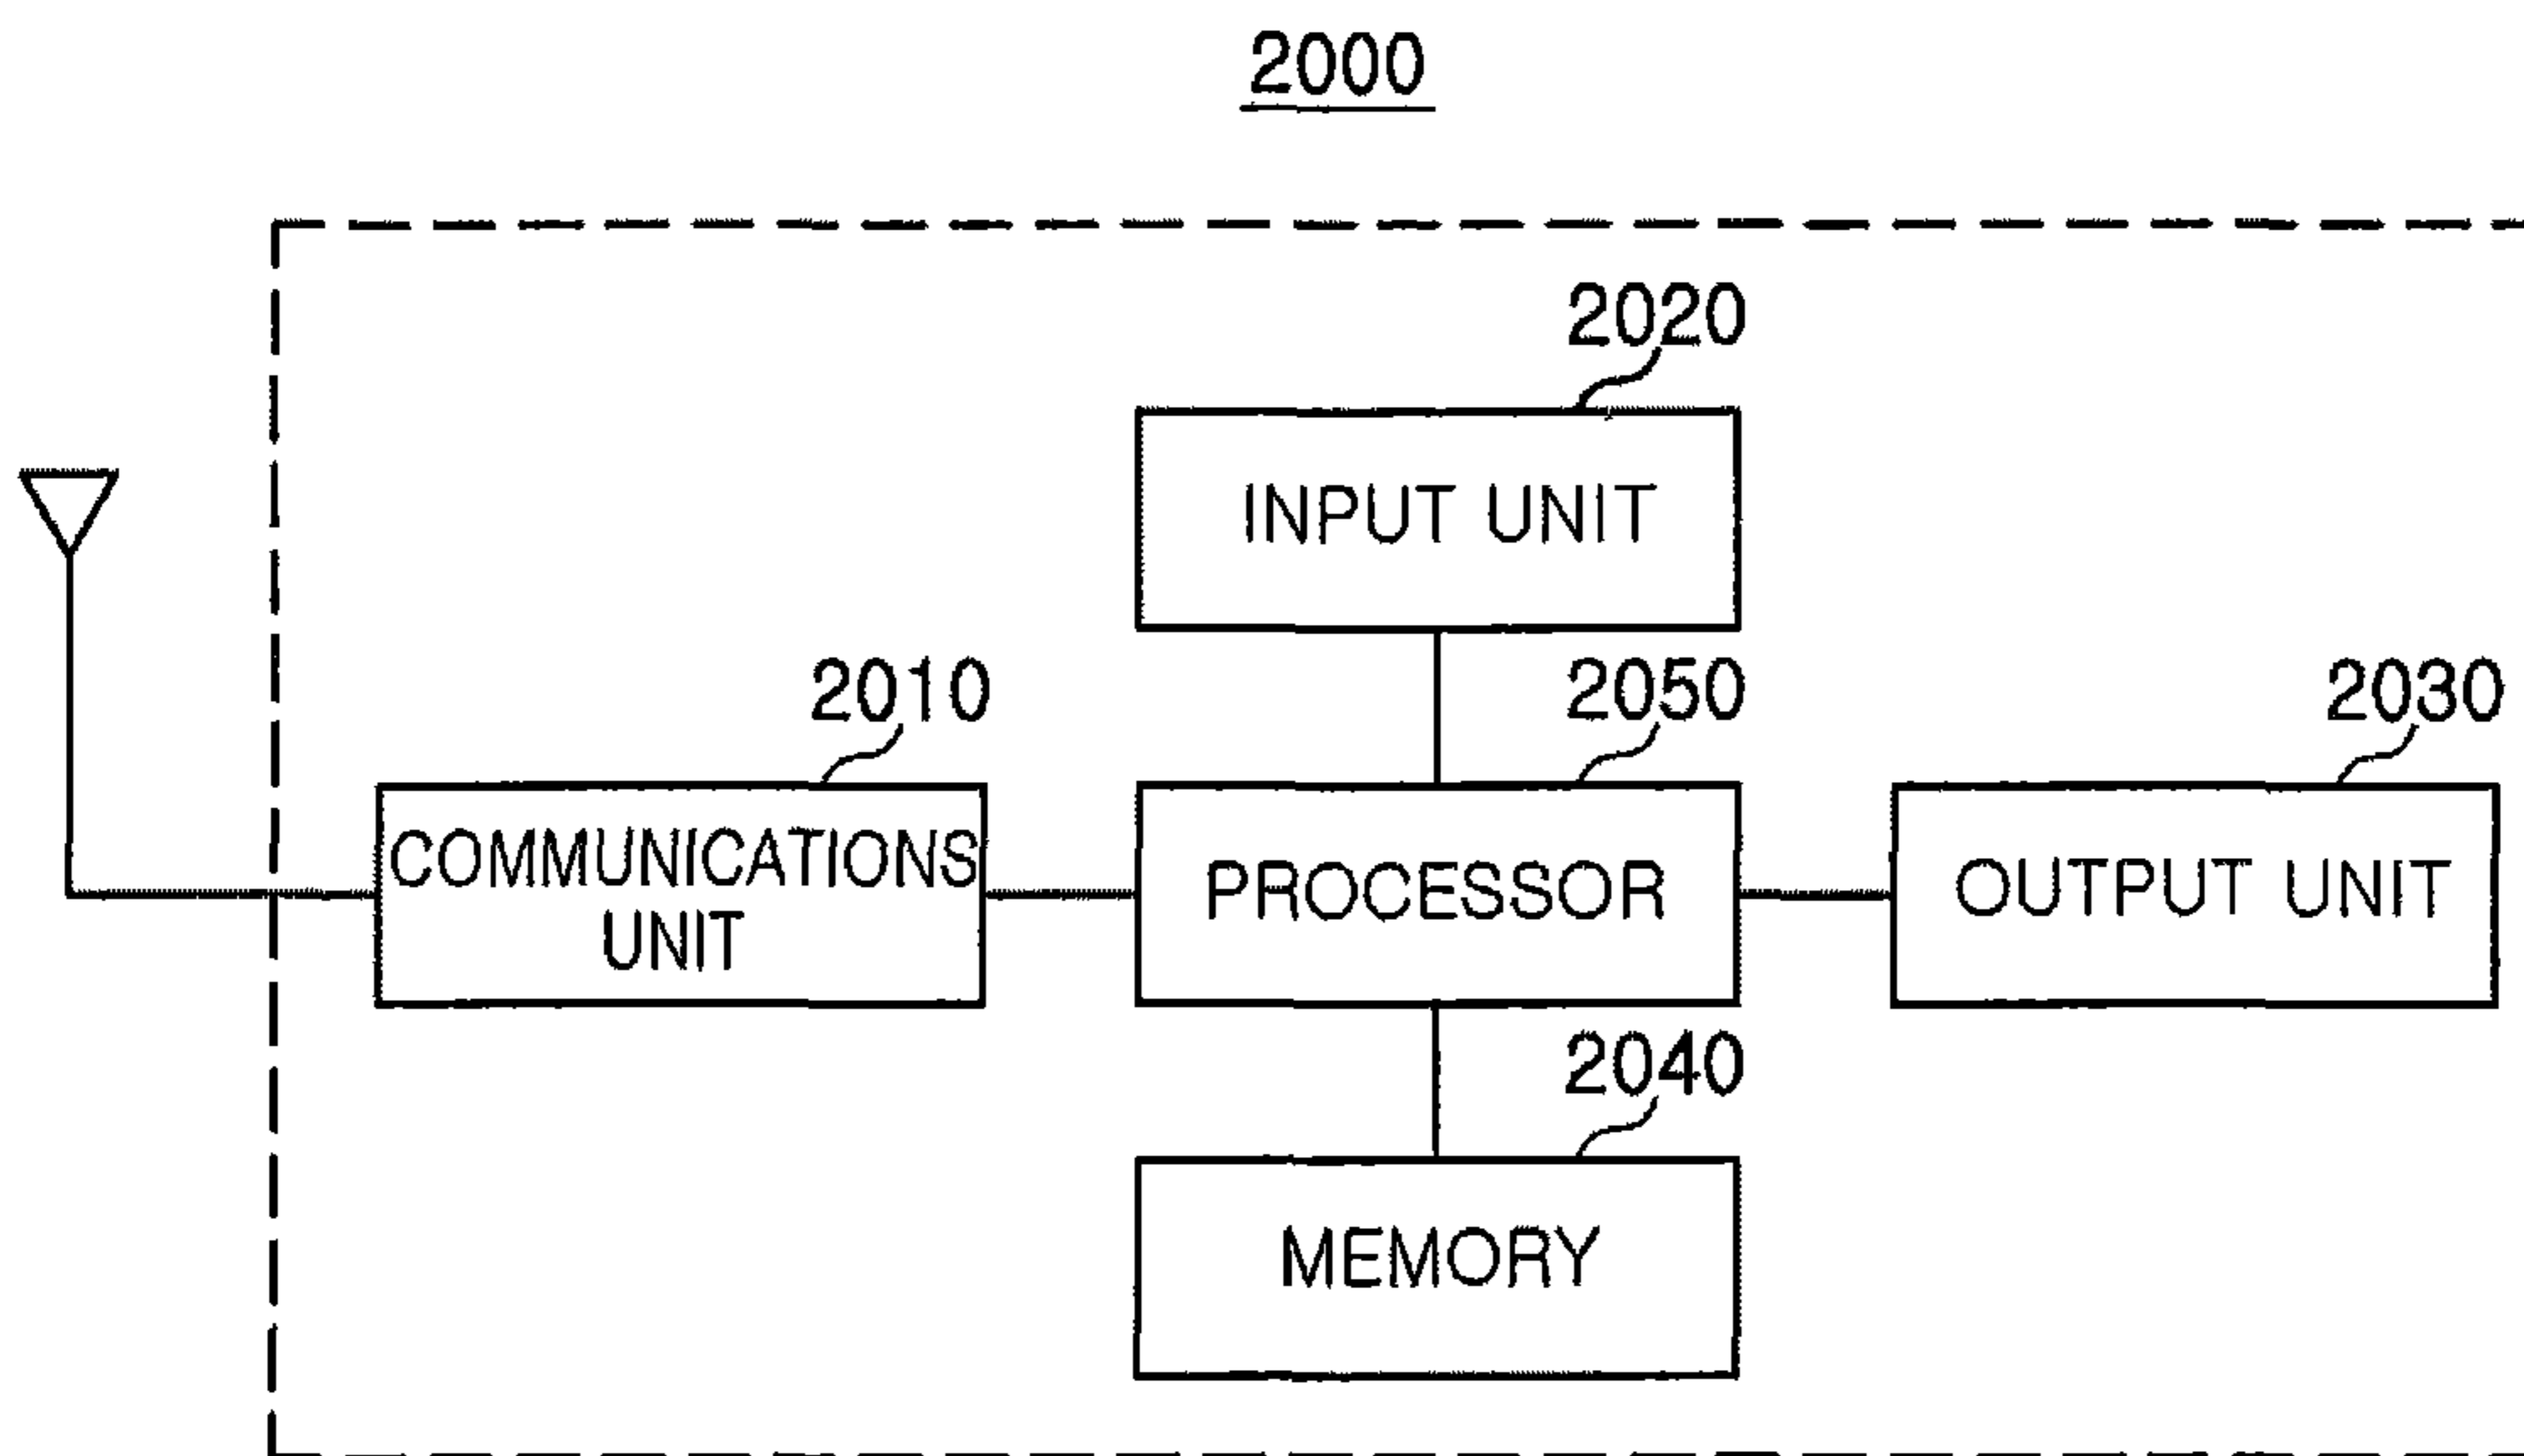 2000
2020
INPUT UNIT
2010
2050
2030
COMMUNICATIONS
UNIT
PROCESSOR
OUTPUT UNIT
2040
MEMORY